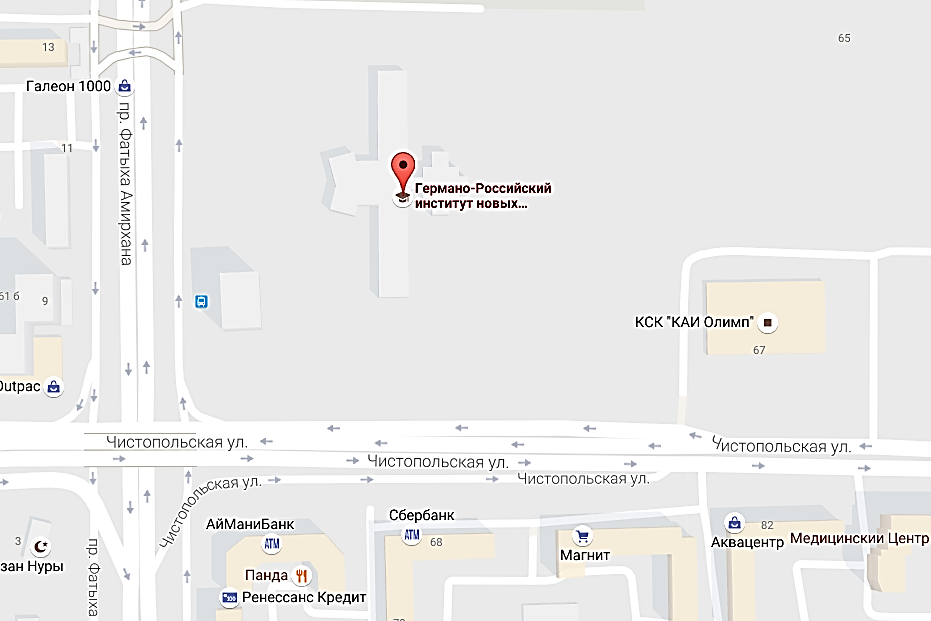 65
13
Галеон 1000
пр. Фатыха Амирхана
11
Германо-Российский
институт новых...
61 б
9
КСК "КАИ Олимп"
67
Outpac
Чистопольская ул.
Чистопольская ул.
Чистопольская ул.
Чистопольская ул.
Чистопольская ул.
АйМаниБанк
ATM
Сбербанк
ATM
68
Магнит
82
Аквацентр
Медицинский Центр
3
зан Нуры
пр. Фатыха
Панда
Ренессанс Кредит